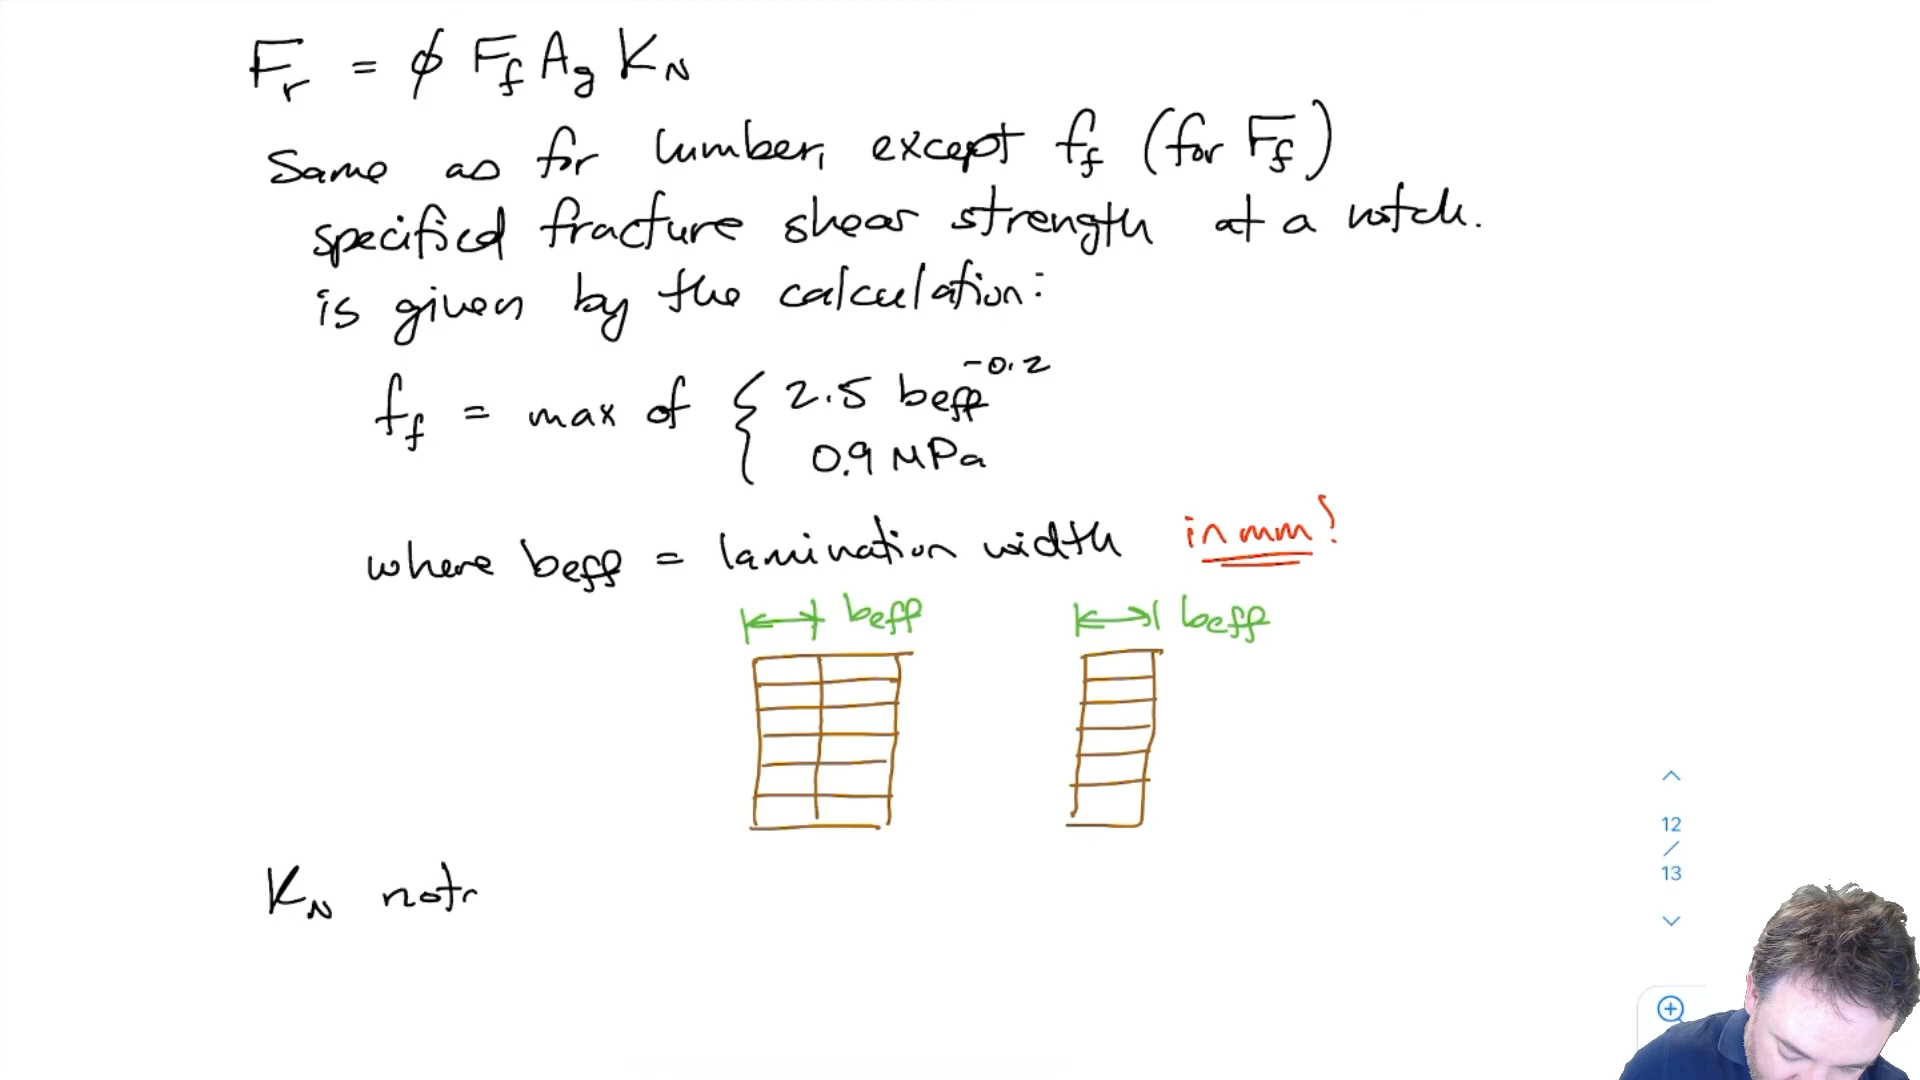 Fr = ϕ Ff Ag KN
Same as for lumber, except ff (for Ff)
specified fracture shear strength at a notch.
is given by the calculation:
ff = max of { 2.5 beff^-0.2
0.9 MPa
where beff = lamination width in mm!
beff beff
KN notc
12
/
13